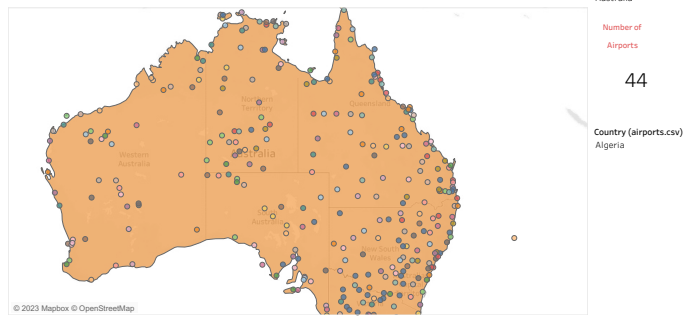 Australia
Number of
Airports
44
Country (airports.csv)
Algeria
Northern
Territory
Queensland
Western
Australia
Australia
South
Australia
New South
Wales
© 2023 Mapbox © OpenStreetMap